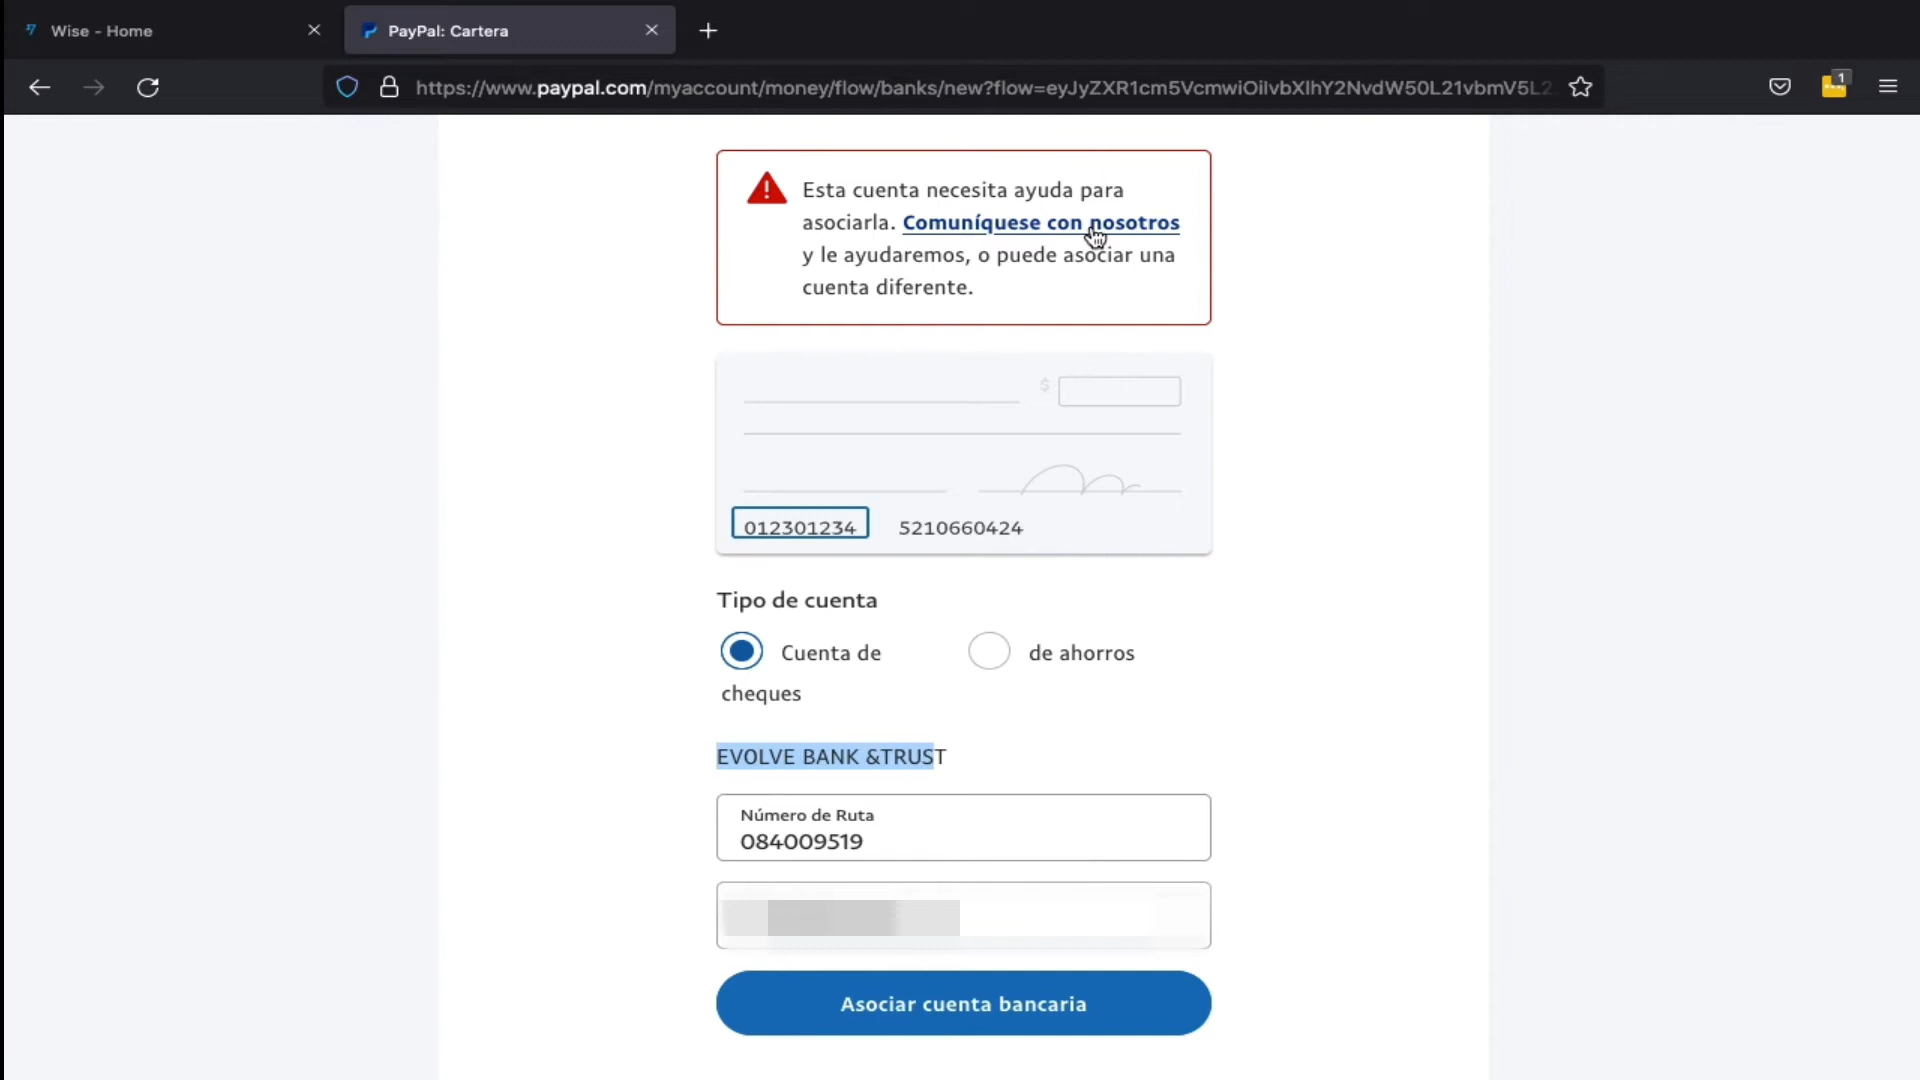 Wise - Home
PayPal: Cartera
https://www.paypal.com/myaccount/money/flow/banks/new?flow=eyJyZXR1cm5VcmwiOiIvbXlhY2NvdW50L21vbmV5L2
1
Esta cuenta necesita ayuda para
asociarla. Comuníquese con nosotros
y le ayudaremos, o puede asociar una
cuenta diferente.
$
012301234 5210660424
Tipo de cuenta
Cuenta de
cheques
de ahorros
EVOLVE BANK &TRUST
Número de Ruta
084009519
Asociar cuenta bancaria